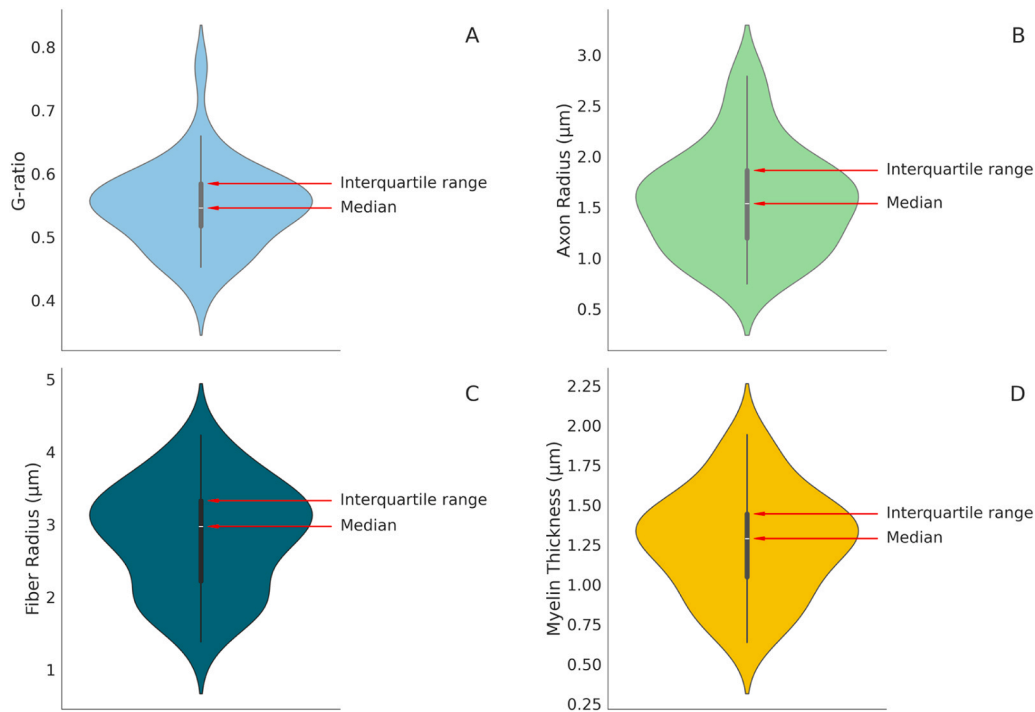 A
0.8
0.7
0.6
0.5
0.4
G-ratio
Interquartile range
Median
B
3.0
2.5
2.0
1.5
1.0
0.5
Axon Radius (μm)
Interquartile range
Median
C
5
4
3
2
1
Fiber Radius (μm)
Interquartile range
Median
D
2.25
2.00
1.75
1.50
1.25
1.00
0.75
0.50
0.25
Myelin Thickness (μm)
Interquartile range
Median